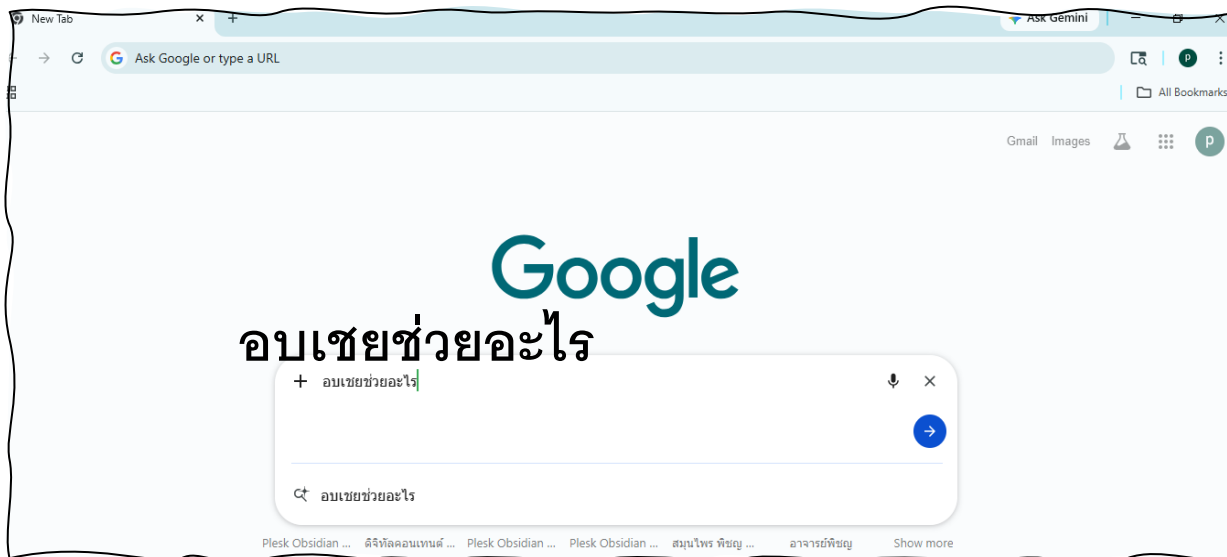 New Tab
Ask Gemini
Ask Google or type a URL
All Bookmarks
Gmail Images
Google
อบเชยช่วยอะไร
อบเชยช่วยอะไร
อบเชยช่วยอะไร
Plesk Obsidian ... ดิจิทัลคอนเทนต์ ... Plesk Obsidian ... Plesk Obsidian ... สมุนไพร พิชญ ... อาจารย์พิชญ Show more